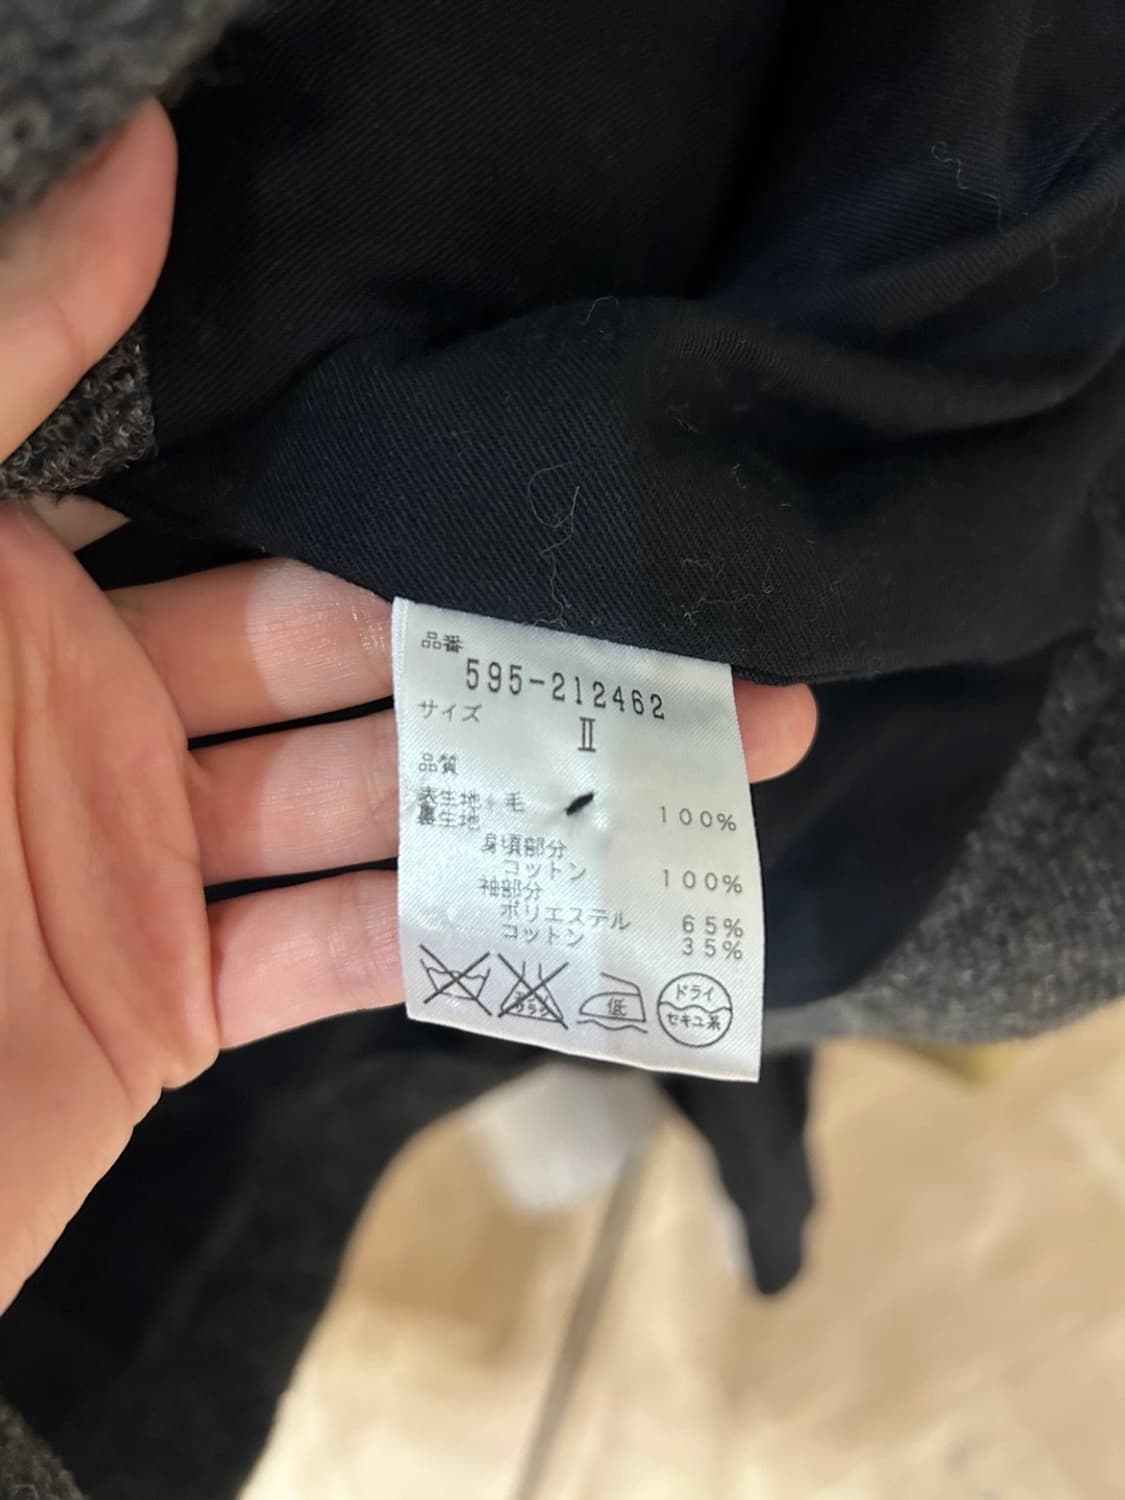 品番
595-212462
サイズ
Ⅱ
品質
表生地 毛 100%
裏生地
身頃部分
コットン 100%
袖部分
ポリエステル 65%
コットン 35%
低
ドライ
セキユ系